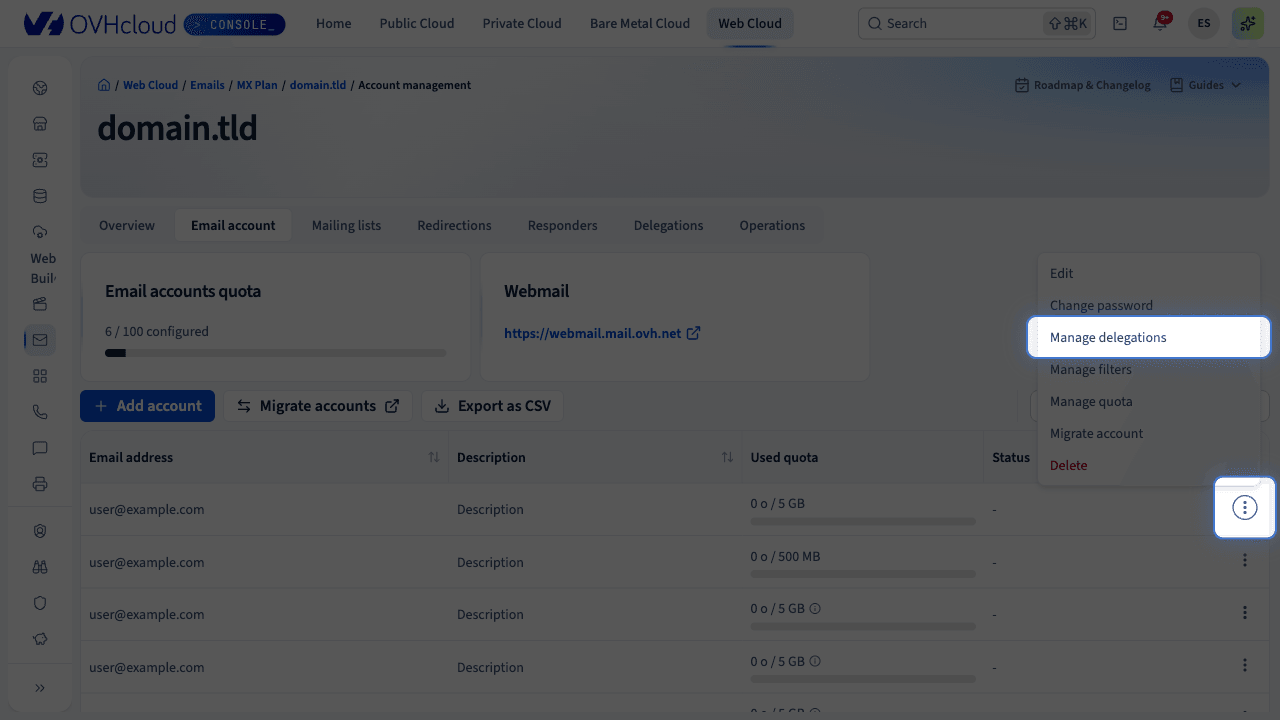 OVHcloud >_CONSOLE_ Home Public Cloud Private Cloud Bare Metal Cloud Web Cloud Search ⇧⌘K 9+ ES
/ Web Cloud / Emails / MX Plan / domain.tld / Account management Roadmap & Changelog Guides
domain.tld
Overview Email account Mailing lists Redirections Responders Delegations Operations
Web
Buil
Email accounts quota
6 / 100 configured
Webmail
https://webmail.mail.ovh.net
Edit
Change password
Manage delegations
Manage filters
Manage quota
Migrate account
Delete
+ Add account Migrate accounts Export as CSV
Email address Description Used quota Status
user@example.com Description 0 o / 5 GB -
user@example.com Description 0 o / 500 MB -
user@example.com Description 0 o / 5 GB -
user@example.com Description 0 o / 5 GB -